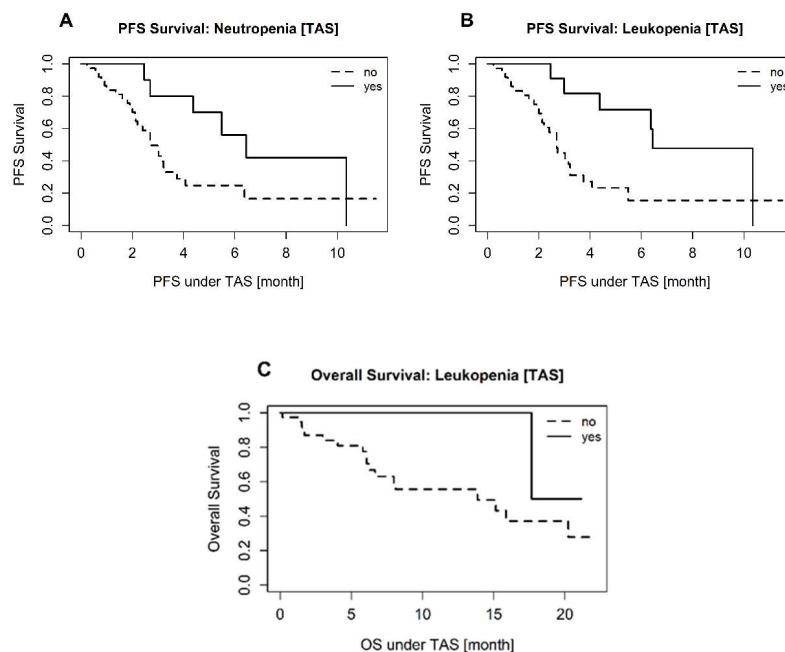 A
PFS Survival: Neutropenia [TAS]
no
yes
PFS Survival
0.0 0.2 0.4 0.6 0.8 1.0
0 2 4 6 8 10
PFS under TAS [month]
B
PFS Survival: Leukopenia [TAS]
no
yes
PFS Survival
0.0 0.2 0.4 0.6 0.8 1.0
0 2 4 6 8 10
PFS under TAS [month]
C
Overall Survival: Leukopenia [TAS]
no
yes
Overall Survival
0.0 0.2 0.4 0.6 0.8 1.0
0 5 10 15 20
OS under TAS [month]